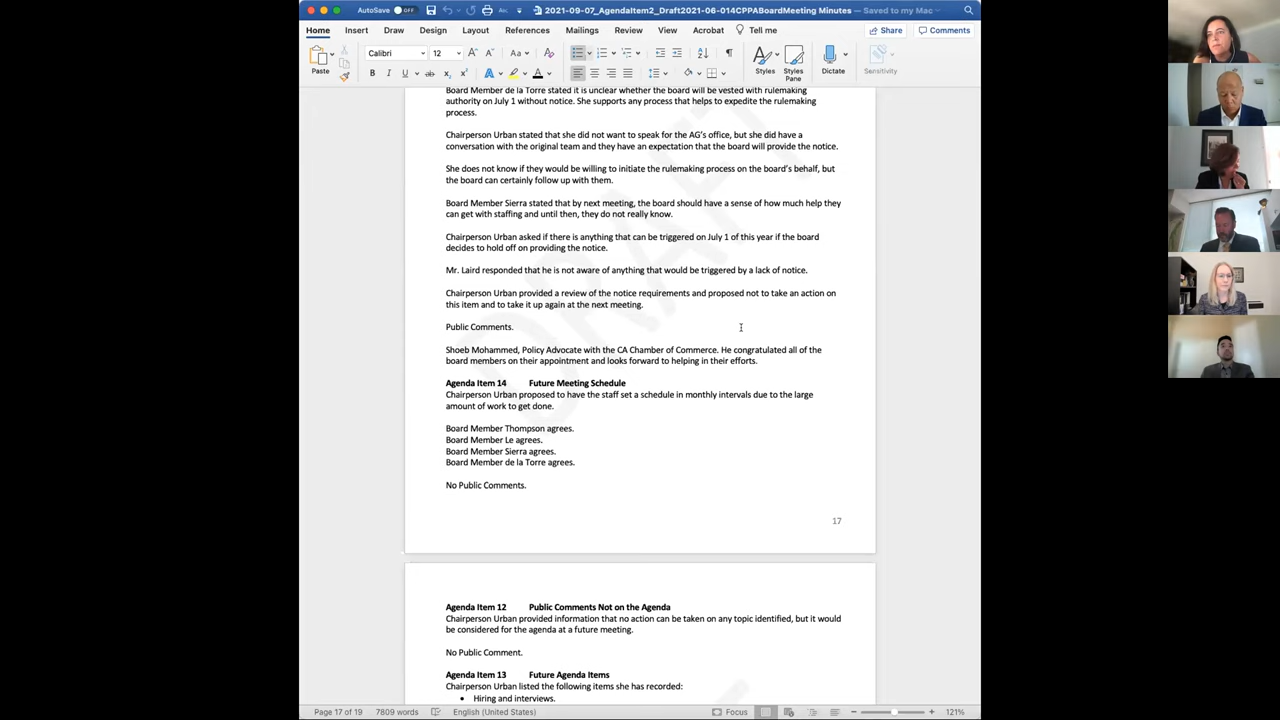 AutoSave OFF
2021-09-07_AgendaItem2_Draft2021-06-014CPPABoardMeeting Minutes — Saved to my Mac
Home Insert Draw Design Layout References Mailings Review View Acrobat Tell me Share Comments
Paste Calibri 12 Aa Styles Styles Pane Dictate Sensitivity
B I U ab x₂ x² A A
Board Member de la Torre stated it is unclear whether the board will be vested with rulemaking
authority on July 1 without notice. She supports any process that helps to expedite the rulemaking
process.
Chairperson Urban stated that she did not want to speak for the AG's office, but she did have a
conversation with the original team and they have an expectation that the board will provide the notice.
She does not know if they would be willing to initiate the rulemaking process on the board's behalf, but
the board can certainly follow up with them.
Board Member Sierra stated that by next meeting, the board should have a sense of how much help they
can get with staffing and until then, they do not really know.
Chairperson Urban asked if there is anything that can be triggered on July 1 of this year if the board
decides to hold off on providing the notice.
Mr. Laird responded that he is not aware of anything that would be triggered by a lack of notice.
Chairperson Urban provided a review of the notice requirements and proposed not to take an action on
this item and to take it up again at the next meeting.
Public Comments.
Shoeb Mohammed, Policy Advocate with the CA Chamber of Commerce. He congratulated all of the
board members on their appointment and looks forward to helping in their efforts.
Agenda Item 14 Future Meeting Schedule
Chairperson Urban proposed to have the staff set a schedule in monthly intervals due to the large
amount of work to get done.
Board Member Thompson agrees.
Board Member Le agrees.
Board Member Sierra agrees.
Board Member de la Torre agrees.
No Public Comments.
17
DRAFT
Agenda Item 12 Public Comments Not on the Agenda
Chairperson Urban provided information that no action can be taken on any topic identified, but it would
be considered for the agenda at a future meeting.
No Public Comment.
Agenda Item 13 Future Agenda Items
Chairperson Urban listed the following items she has recorded:
• Hiring and interviews.
Page 17 of 19 7809 words English (United States) Focus 121%